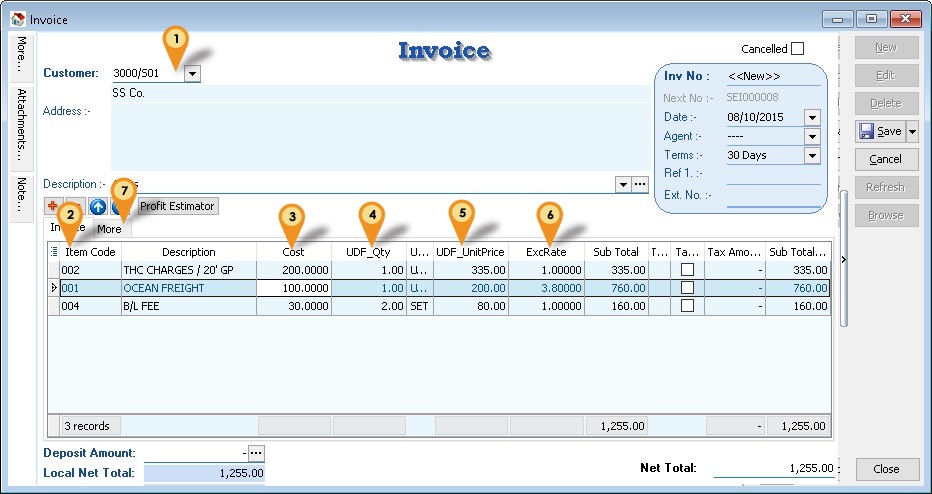 Invoice
More...
Attachments...
Note...
1
Invoice
Cancelled
Customer: 3000/S01
SS Co.
Address :-
Inv No : <<New>>
Next No :- SEI000008
Date :- 08/10/2015
Agent :- ----
Terms :- 30 Days
Ref 1. :-
Ext. No. :-
New
Edit
Delete
Save
Cancel
Refresh
Browse
Description :-
Profit Estimator
7
2
3
4
5
6
More
Item Code Description Cost UDF_Qty U... UDF_UnitPrice ExcRate Sub Total T... Ta... Tax Amo... Sub Total...
002 THC CHARGES / 20' GP 200.0000 1.00 U... 335.00 1.00000 335.00 - 335.00
001 OCEAN FREIGHT 100.0000 1.00 U... 200.00 3.80000 760.00 - 760.00
004 B/L FEE 30.0000 2.00 SET 80.00 1.00000 160.00 - 160.00
3 records 1,255.00 - 1,255.00
Deposit Amount: - ...
Local Net Total: 1,255.00
Net Total: 1,255.00
Close